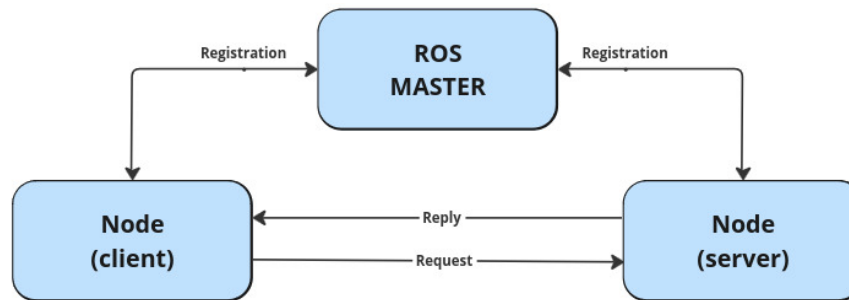 Registration
ROS
MASTER
Registration
Node
(client)
Reply
Request
Node
(server)